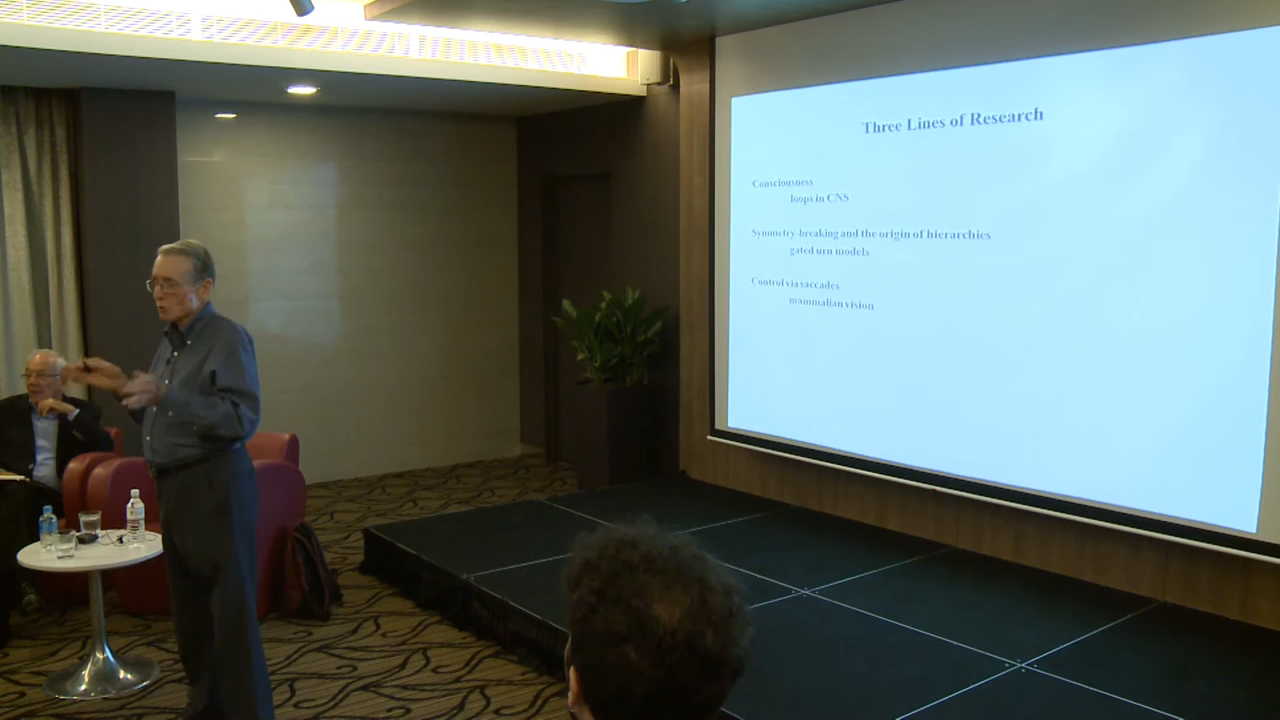 Three Lines of Research
Consciousness
loops in CNS
Symmetry-breaking and the origin of hierarchies
gated urn models
Control via saccades
mammalian vision